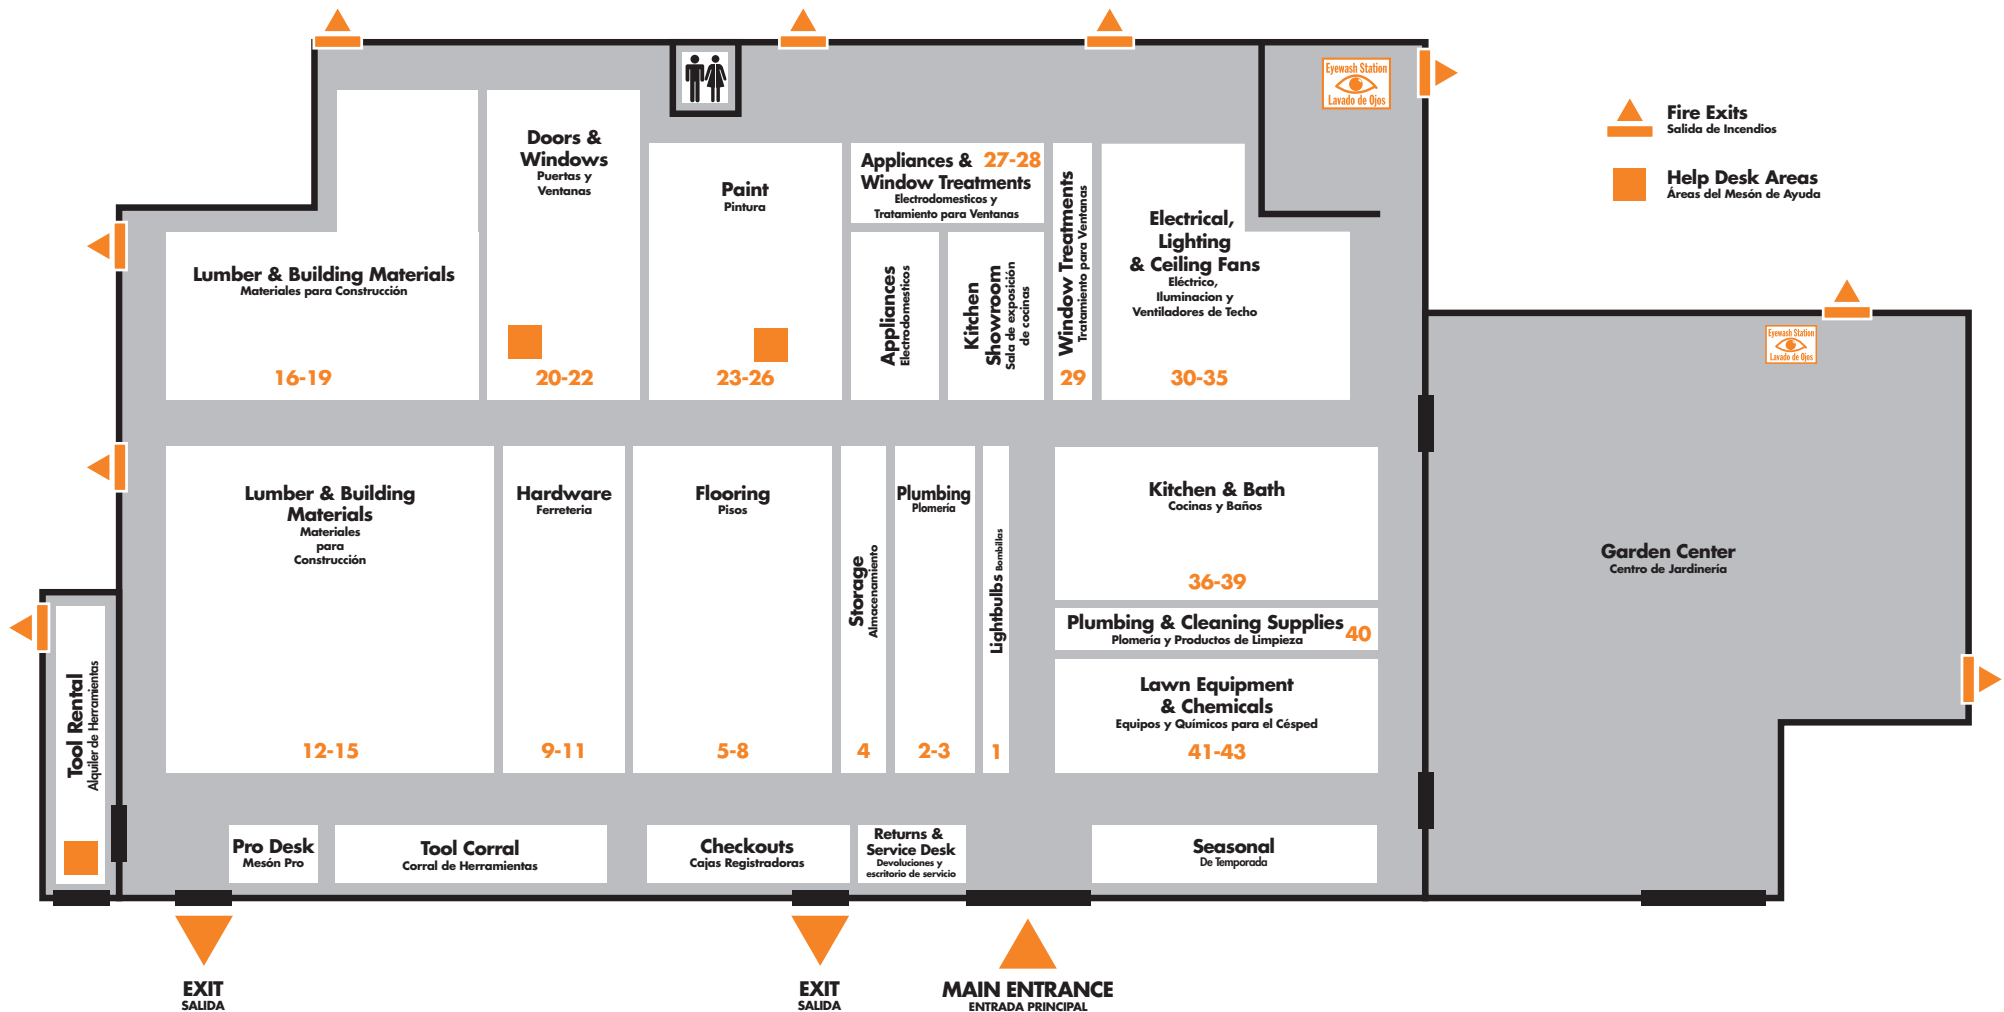 Eyewash Station
Lavado de Ojos
Fire Exits
Salida de Incendios
Help Desk Areas
Áreas del Mesón de Ayuda
Doors &
Windows
Puertas y
Ventanas
Paint
Pintura
Appliances & 27-28
Window Treatments
Electrodomesticos y
Tratamiento para Ventanas
Window Treatments
Tratamiento para Ventanas
29
Electrical,
Lighting
& Ceiling Fans
Eléctrico,
Iluminacion y
Ventiladores de Techo
30-35
Lumber & Building Materials
Materiales para Construcción
16-19
20-22
23-26
Appliances
Electrodomesticos
Kitchen
Showroom
Sala de exposición
de cocinas
Eyewash Station
Lavado de Ojos
Lumber & Building
Materials
Materiales
para
Construcción
12-15
Hardware
Ferreteria
9-11
Flooring
Pisos
5-8
Storage
Almacenamiento
4
Plumbing
Plomería
2-3
Lightbulbs Bombillas
1
Kitchen & Bath
Cocinas y Baños
36-39
Plumbing & Cleaning Supplies
Plomería y Productos de Limpieza
40
Lawn Equipment
& Chemicals
Equipos y Químicos para el Césped
41-43
Garden Center
Centro de Jardinería
Tool Rental
Alquiler de Herramientas
Pro Desk
Mesón Pro
Tool Corral
Corral de Herramientas
Checkouts
Cajas Registradoras
Returns &
Service Desk
Devoluciones y
escritorio de servicio
Seasonal
De Temporada
EXIT
SALIDA
EXIT
SALIDA
MAIN ENTRANCE
ENTRADA PRINCIPAL